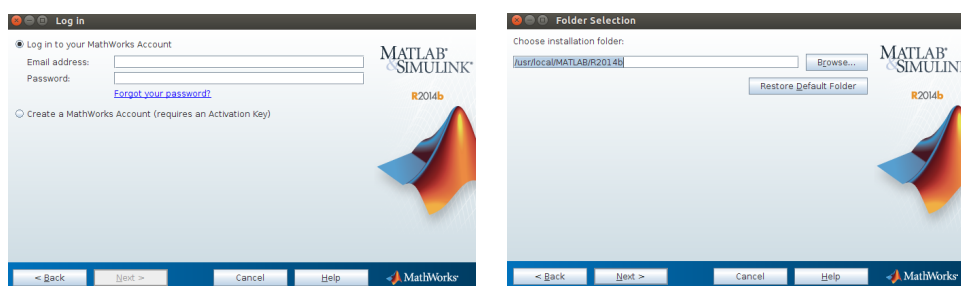 Log in
Log in to your MathWorks Account
Email address:
Password:
Forgot your password?
Create a MathWorks Account (requires an Activation Key)
MATLAB®
&SIMULINK®
R2014b
< Back Next > Cancel Help MathWorks®
Folder Selection
Choose installation folder:
/usr/local/MATLAB/R2014b Browse...
Restore Default Folder
MATLAB®
&SIMULIN
R2014b
< Back Next > Cancel Help MathWorks®